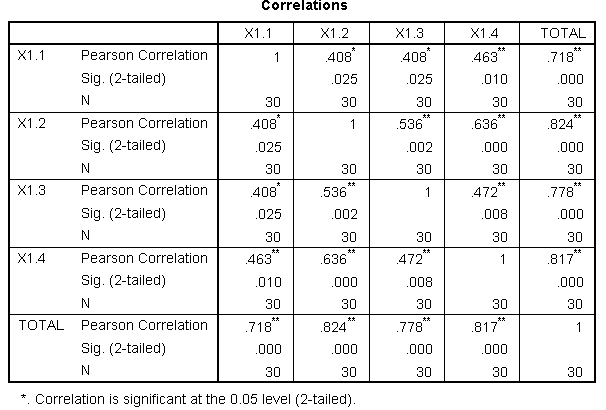 Correlations
X1.1 X1.2 X1.3 X1.4 TOTAL
X1.1 Pearson Correlation 1 .408* .408* .463** .718**
Sig. (2-tailed) .025 .025 .010 .000
N 30 30 30 30 30
X1.2 Pearson Correlation .408* 1 .536** .636** .824**
Sig. (2-tailed) .025 .002 .000 .000
N 30 30 30 30 30
X1.3 Pearson Correlation .408* .536** 1 .472** .778**
Sig. (2-tailed) .025 .002 .008 .000
N 30 30 30 30 30
X1.4 Pearson Correlation .463** .636** .472** 1 .817**
Sig. (2-tailed) .010 .000 .008 .000
N 30 30 30 30 30
TOTAL Pearson Correlation .718** .824** .778** .817** 1
Sig. (2-tailed) .000 .000 .000 .000
N 30 30 30 30 30
*. Correlation is significant at the 0.05 level (2-tailed).